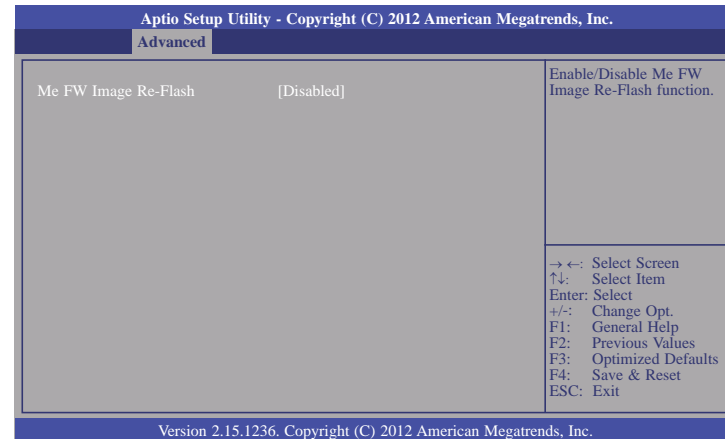 Aptio Setup Utility - Copyright (C) 2012 American Megatrends, Inc.
Advanced
Me FW Image Re-Flash [Disabled]
Enable/Disable Me FW
Image Re-Flash function.
→ ←: Select Screen
↑↓: Select Item
Enter: Select
+/-: Change Opt.
F1: General Help
F2: Previous Values
F3: Optimized Defaults
F4: Save & Reset
ESC: Exit
Version 2.15.1236. Copyright (C) 2012 American Megatrends, Inc.